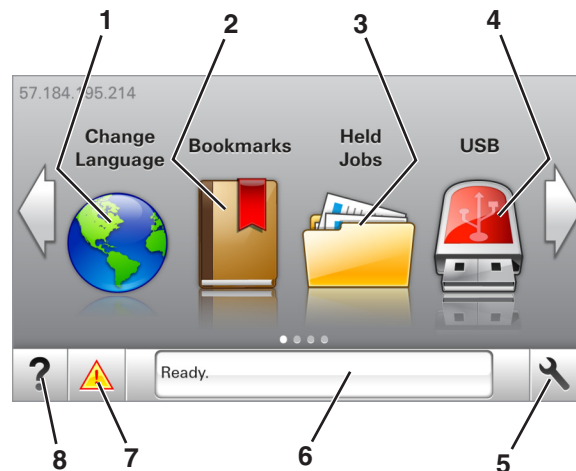 1
2
3
4
57.184.195.214
Change
Language
Bookmarks
Held
Jobs
USB
?
Ready.
8
7
6
5